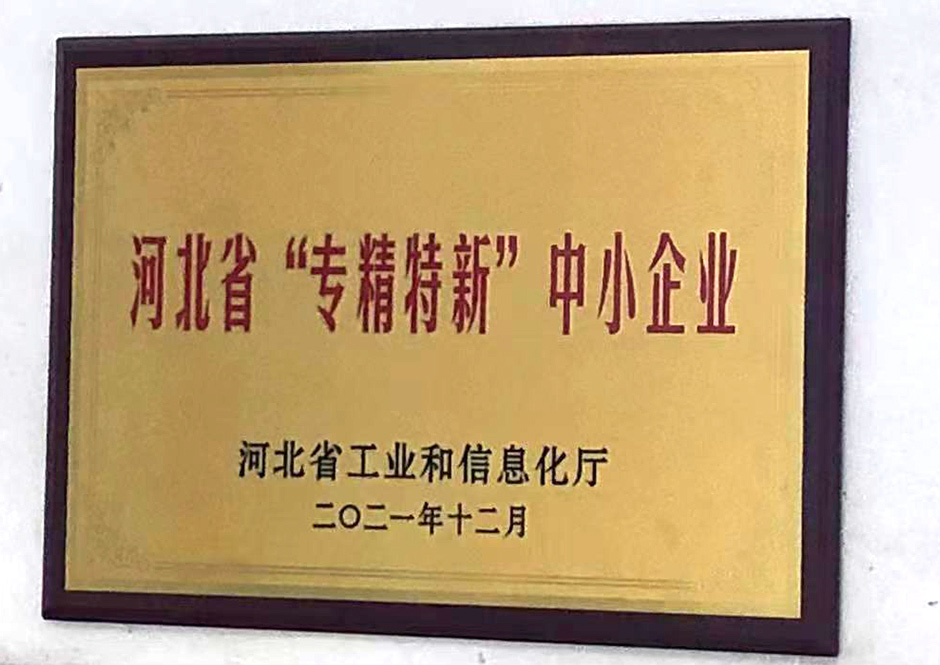 河北省“专精特新”中小企业
河北省工业和信息化厅
二〇二一年十二月